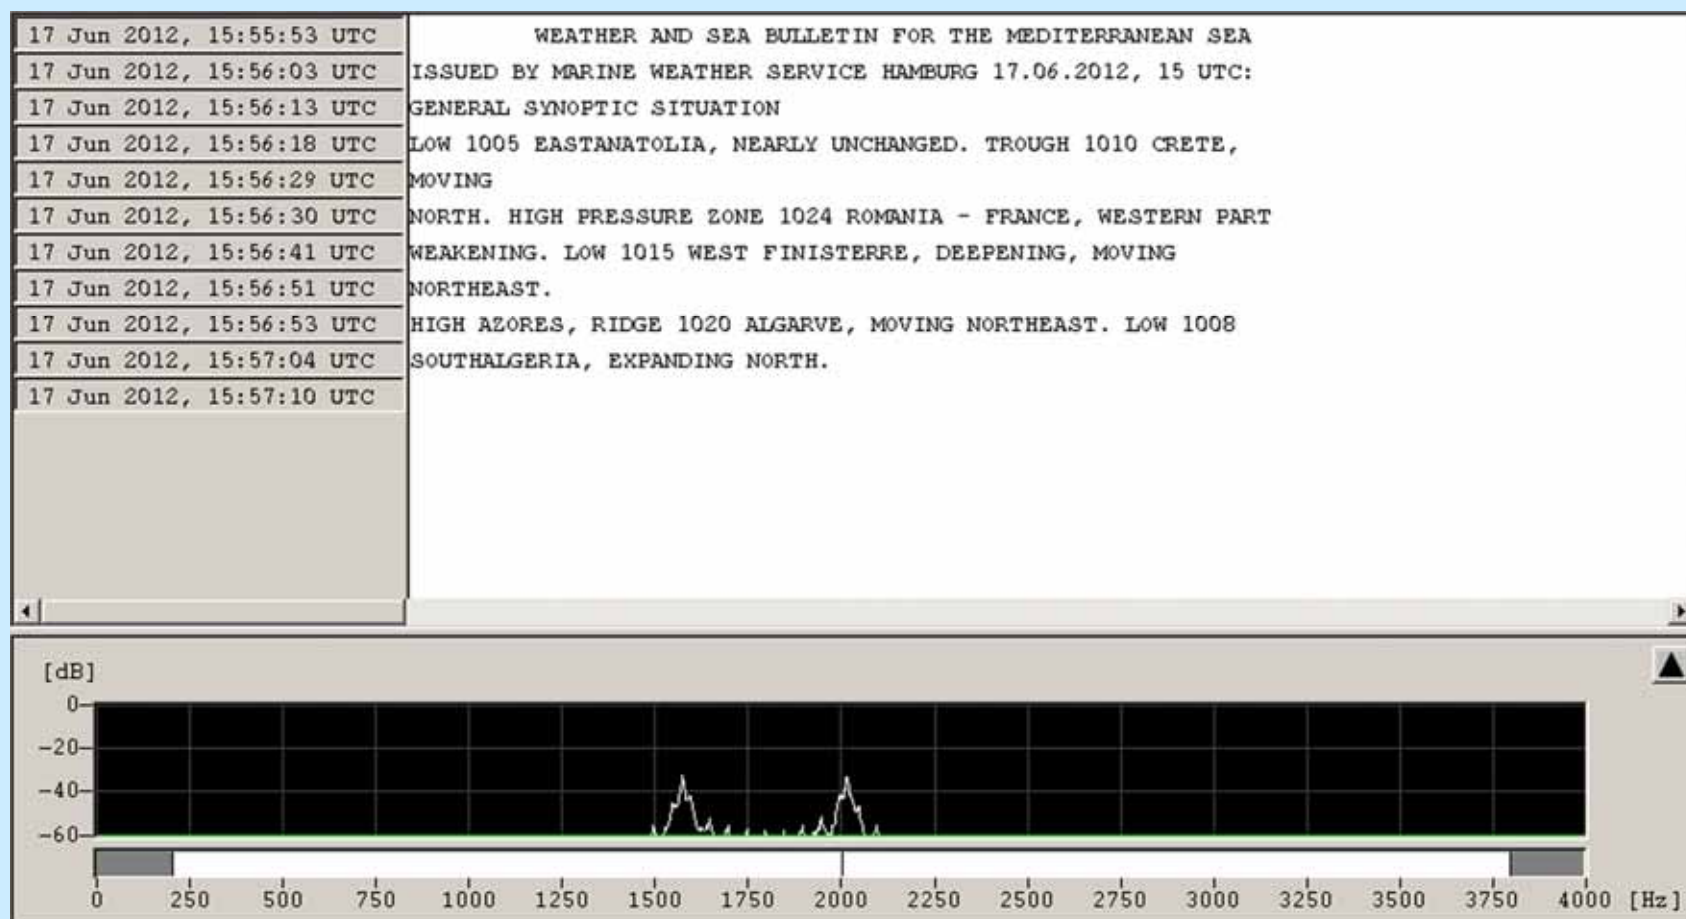 17 Jun 2012, 15:55:53 UTC WEATHER AND SEA BULLETIN FOR THE MEDITERRANEAN SEA
17 Jun 2012, 15:56:03 UTC ISSUED BY MARINE WEATHER SERVICE HAMBURG 17.06.2012, 15 UTC:
17 Jun 2012, 15:56:13 UTC GENERAL SYNOPTIC SITUATION
17 Jun 2012, 15:56:18 UTC LOW 1005 EASTANATOLIA, NEARLY UNCHANGED. TROUGH 1010 CRETE,
17 Jun 2012, 15:56:29 UTC MOVING
17 Jun 2012, 15:56:30 UTC NORTH. HIGH PRESSURE ZONE 1024 ROMANIA - FRANCE, WESTERN PART
17 Jun 2012, 15:56:41 UTC WEAKENING. LOW 1015 WEST FINISTERRE, DEEPENING, MOVING
17 Jun 2012, 15:56:51 UTC NORTHEAST.
17 Jun 2012, 15:56:53 UTC HIGH AZORES, RIDGE 1020 ALGARVE, MOVING NORTHEAST. LOW 1008
17 Jun 2012, 15:57:04 UTC SOUTHALGERIA, EXPANDING NORTH.
17 Jun 2012, 15:57:10 UTC
[dB]
0
-20
-40
-60
0 250 500 750 1000 1250 1500 1750 2000 2250 2500 2750 3000 3250 3500 3750 4000 [Hz]